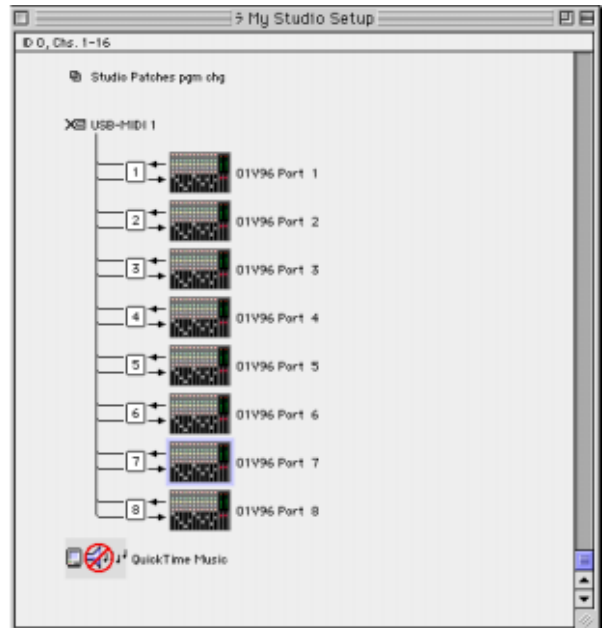 ラ My Studio Setup
ID 0, Chs. 1-16
Studio Patches pgm chg
USB-MIDI 1
1 01V96 Port 1
2 01V96 Port 2
3 01V96 Port 3
4 01V96 Port 4
5 01V96 Port 5
6 01V96 Port 6
7 01V96 Port 7
8 01V96 Port 8
QuickTime Music